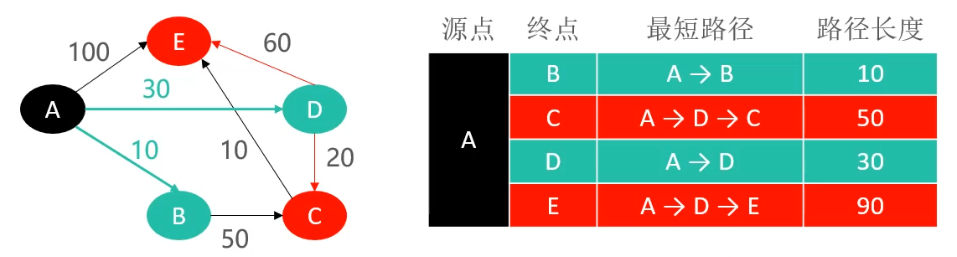 E
100
60
30
A
D
10
10
20
B
C
50
源点 终点 最短路径 路径长度
A
B A → B 10
C A → D → C 50
D A → D 30
E A → D → E 90